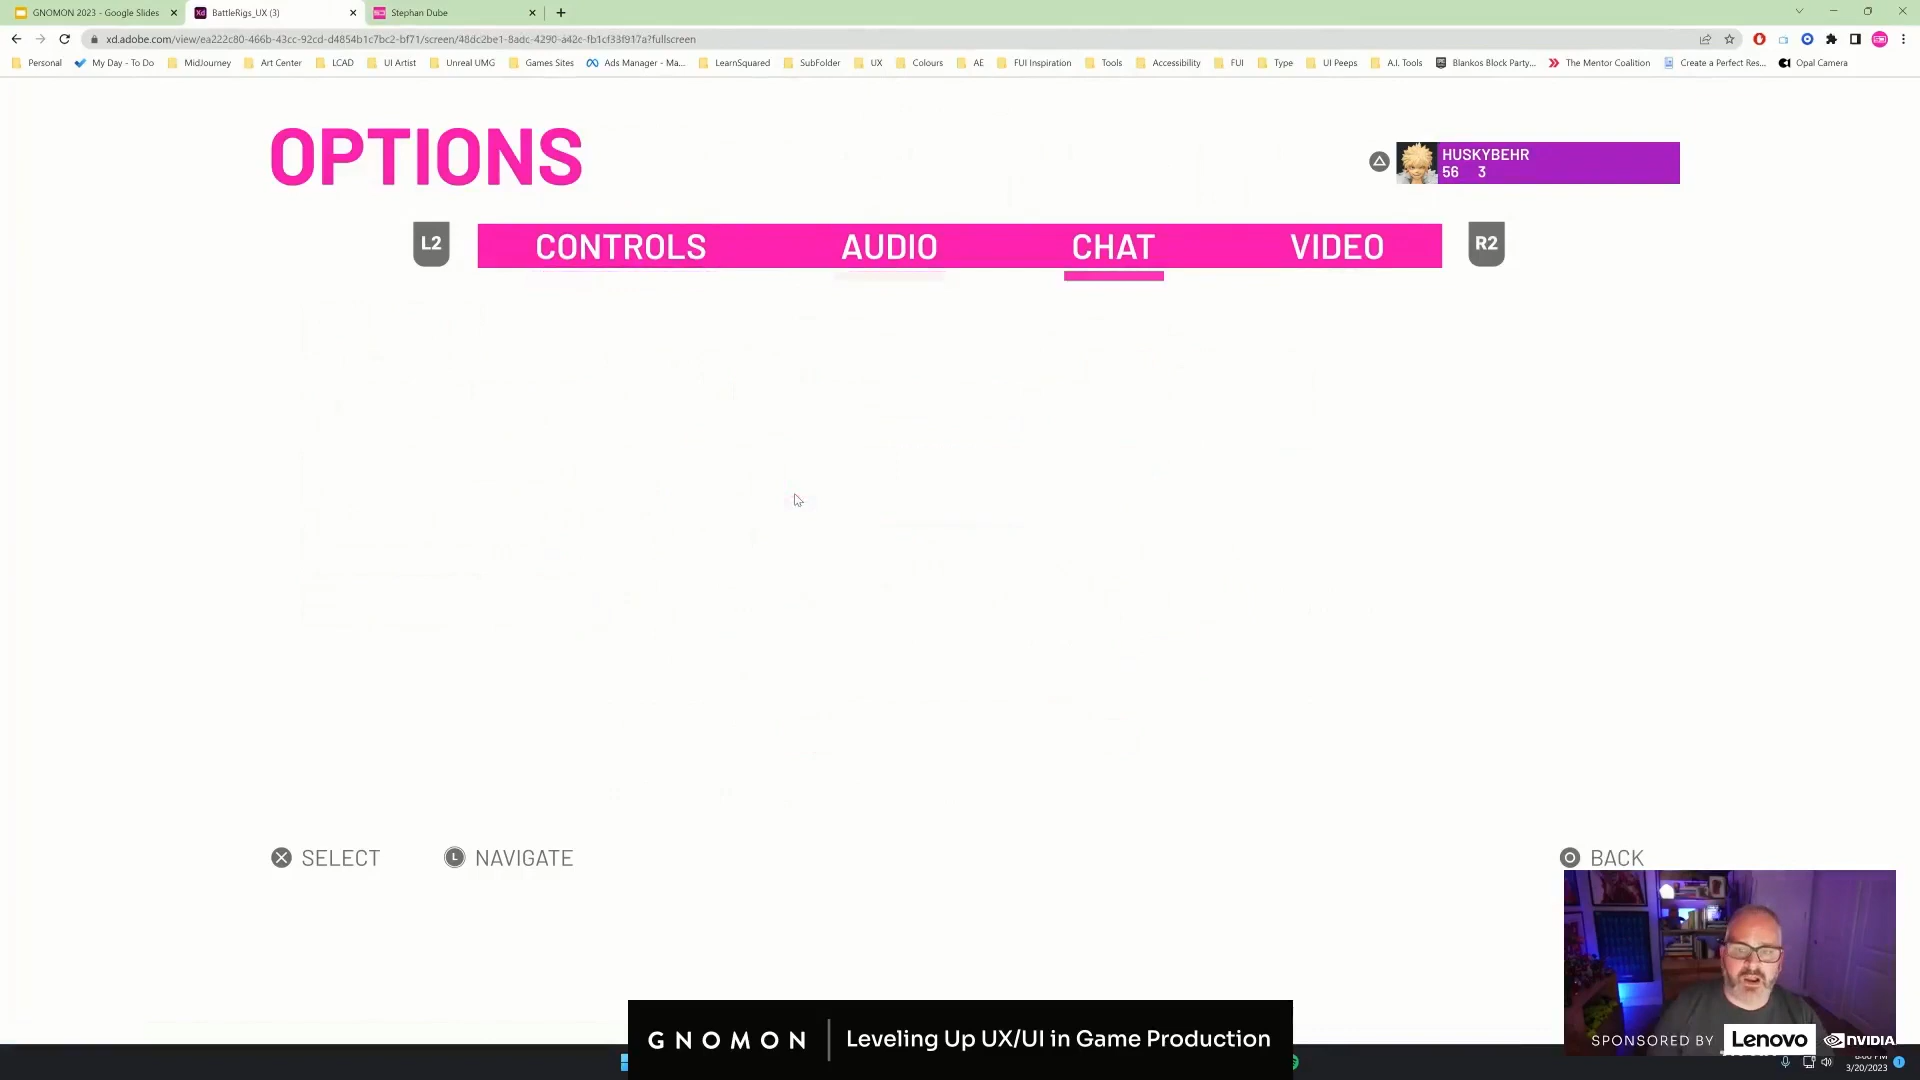 GNOMON 2023 - Google Slides
BattleRigs_UX (3)
Stephan Dube
xd.adobe.com/view/ea222c80-466b-43cc-92cd-d4854b1c7bc2-bf71/screen/48dc2be1-8adc-4290-a42c-fb1cf33f917a?fullscreen
Personal
My Day - To Do
MidJourney
Art Center
LCAD
UI Artist
Unreal UMG
Games Sites
Ads Manager - Ma...
LearnSquared
SubFolder
UX
Colours
AE
FUI Inspiration
Tools
Accessibility
FUI
Type
UI Peeps
A.I. Tools
Blankos Block Party...
The Mentor Coalition
Create a Perfect Res...
Opal Camera
OPTIONS
HUSKYBEHR
56 3
L2
CONTROLS AUDIO CHAT VIDEO
R2
SELECT
L NAVIGATE
BACK
GNOMON
Leveling Up UX/UI in Game Production
SPONSORED BY Lenovo NVIDIA
3/20/2023